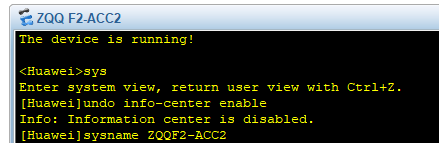 ZQQ F2-ACC2
The device is running!
<Huawei>sys
Enter system view, return user view with Ctrl+Z.
[Huawei]undo info-center enable
Info: Information center is disabled.
[Huawei]sysname ZQQF2-ACC2